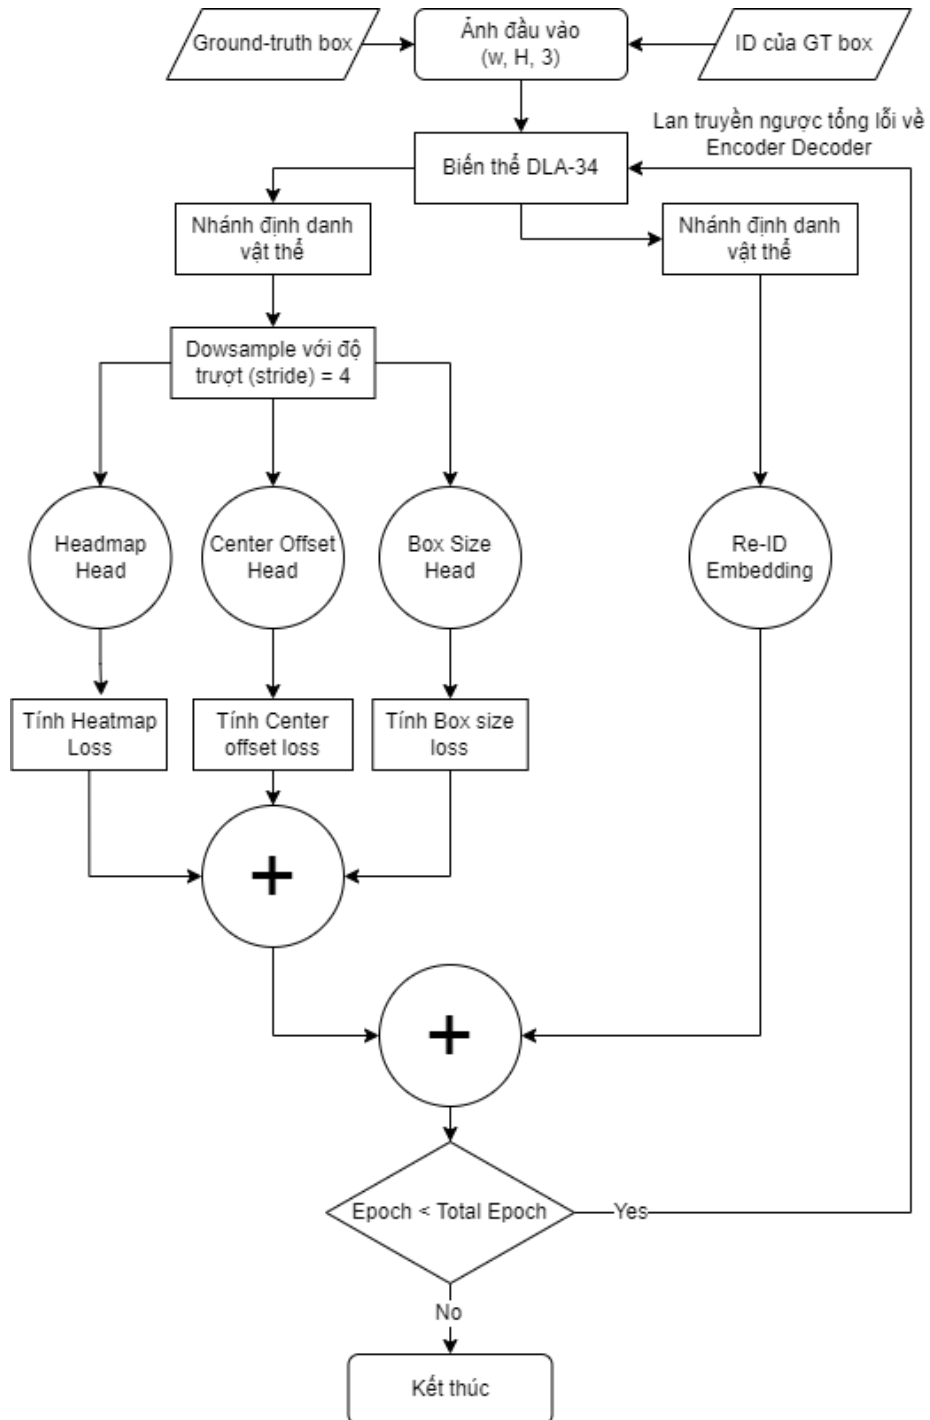 Ground-truth box
Ảnh đầu vào
(w, H, 3)
ID của GT box
Lan truyền ngược tổng lỗi về
Encoder Decoder
Biến thể DLA-34
Nhánh định danh
vật thể
Nhánh định danh
vật thể
Dowsample với độ
trượt (stride) = 4
Headmap
Head
Center Offset
Head
Box Size
Head
Re-ID
Embedding
Tính Heatmap
Loss
Tính Center
offset loss
Tính Box size
loss
+
+
Epoch < Total Epoch
Yes
No
Kết thúc